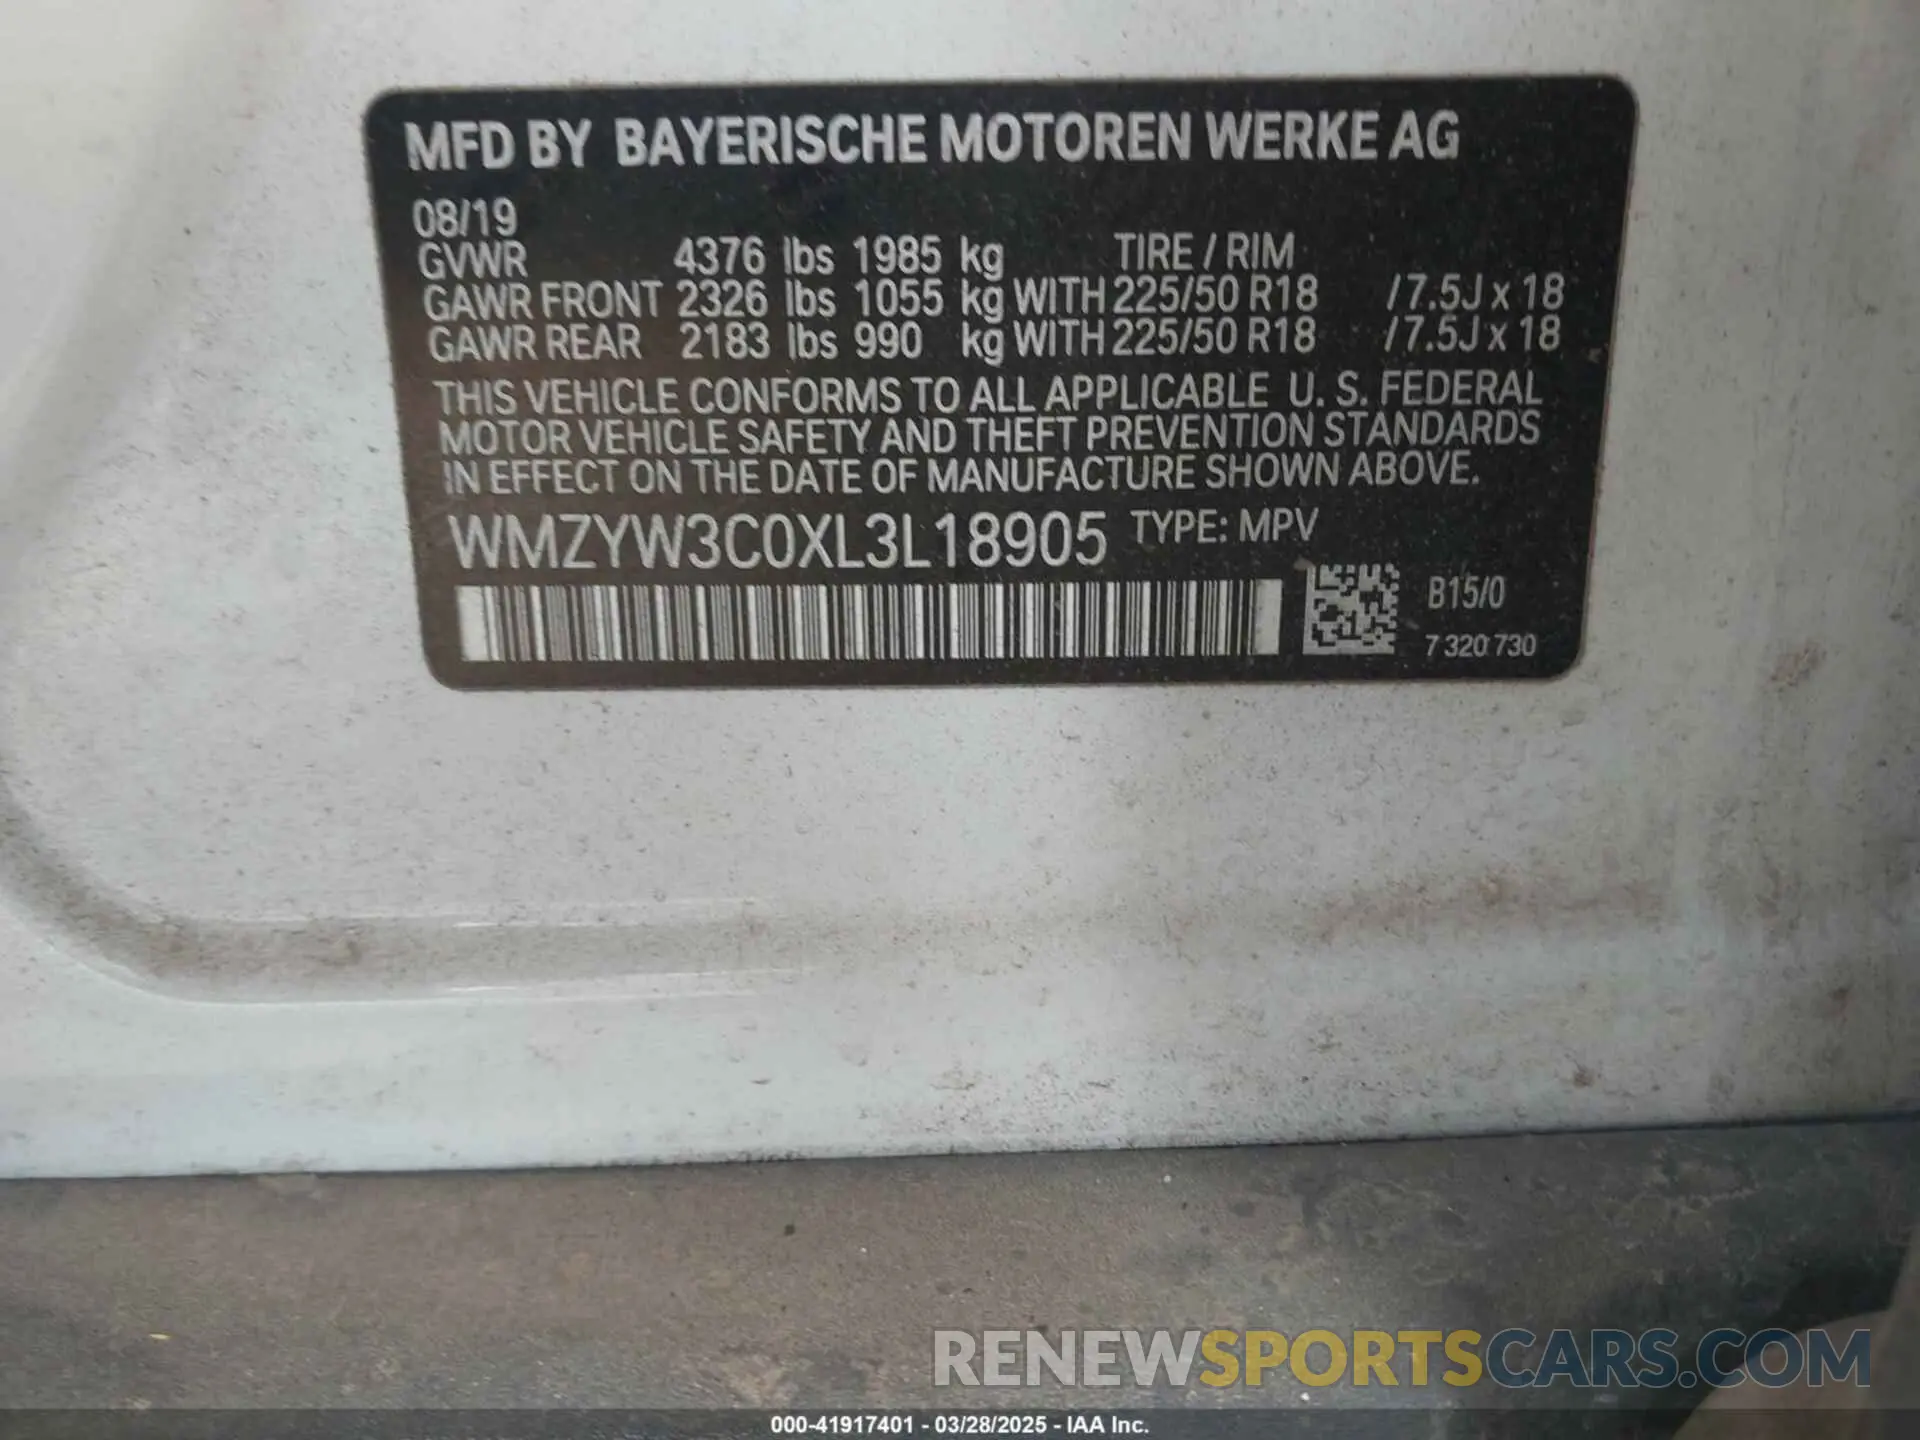 MFD BY BAYERISCHE MOTOREN WERKE AG
08/19
GVWR 4376 lbs 1985 kg TIRE / RIM
GAWR FRONT 2326 lbs 1055 kg WITH 225/50 R18 /7.5J x 18
GAWR REAR 2183 lbs 990 kg WITH 225/50 R18 /7.5J x 18
THIS VEHICLE CONFORMS TO ALL APPLICABLE U. S. FEDERAL
MOTOR VEHICLE SAFETY AND THEFT PREVENTION STANDARDS
IN EFFECT ON THE DATE OF MANUFACTURE SHOWN ABOVE.
WMZYW3C0XL3L18905 TYPE: MPV
B15/0
7 320 730
RENEWSPORTSCARS.COM
000-41917401 - 03/28/2025 - IAA Inc.